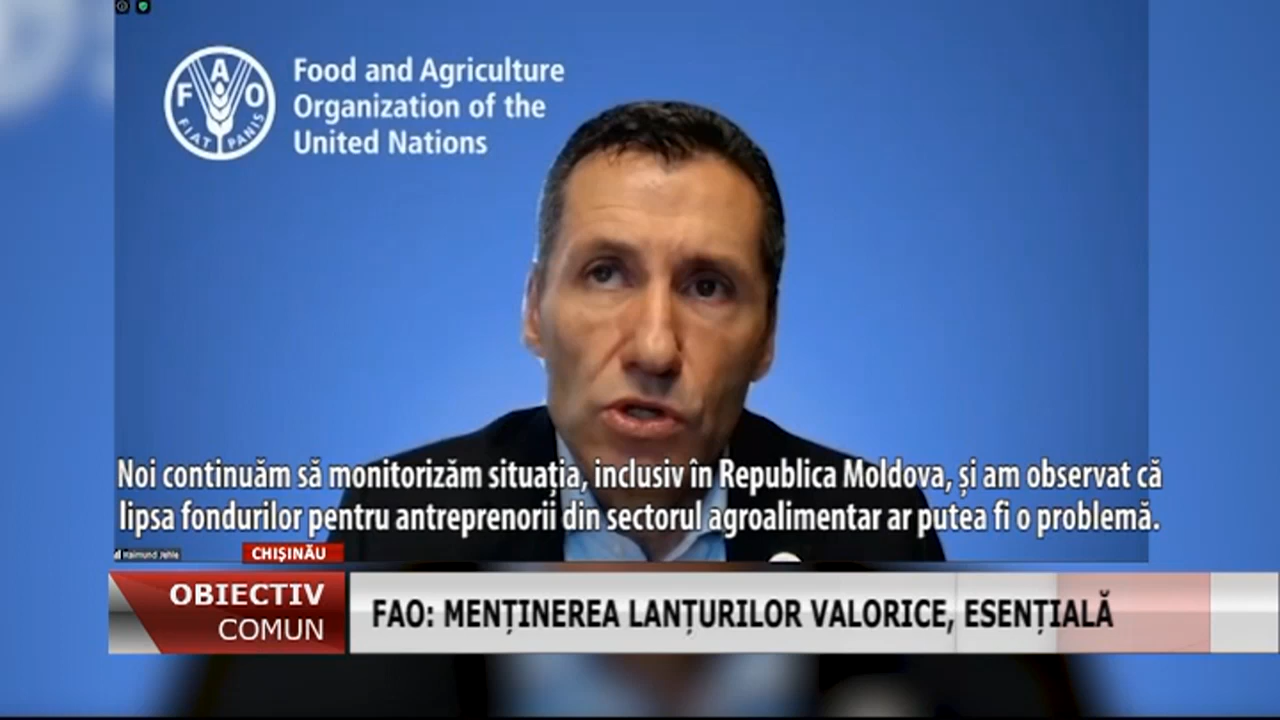 FAO
FIAT PANIS
Food and Agriculture
Organization of the
United Nations
Noi continuăm să monitorizăm situația, inclusiv în Republica Moldova, și am observat că
lipsa fondurilor pentru antreprenorii din sectorul agroalimentar ar putea fi o problemă.
Raimund Jehle
CHIȘINĂU
OBIECTIV
COMUN
FAO: MENȚINEREA LANȚURILOR VALORICE, ESENȚIALĂ